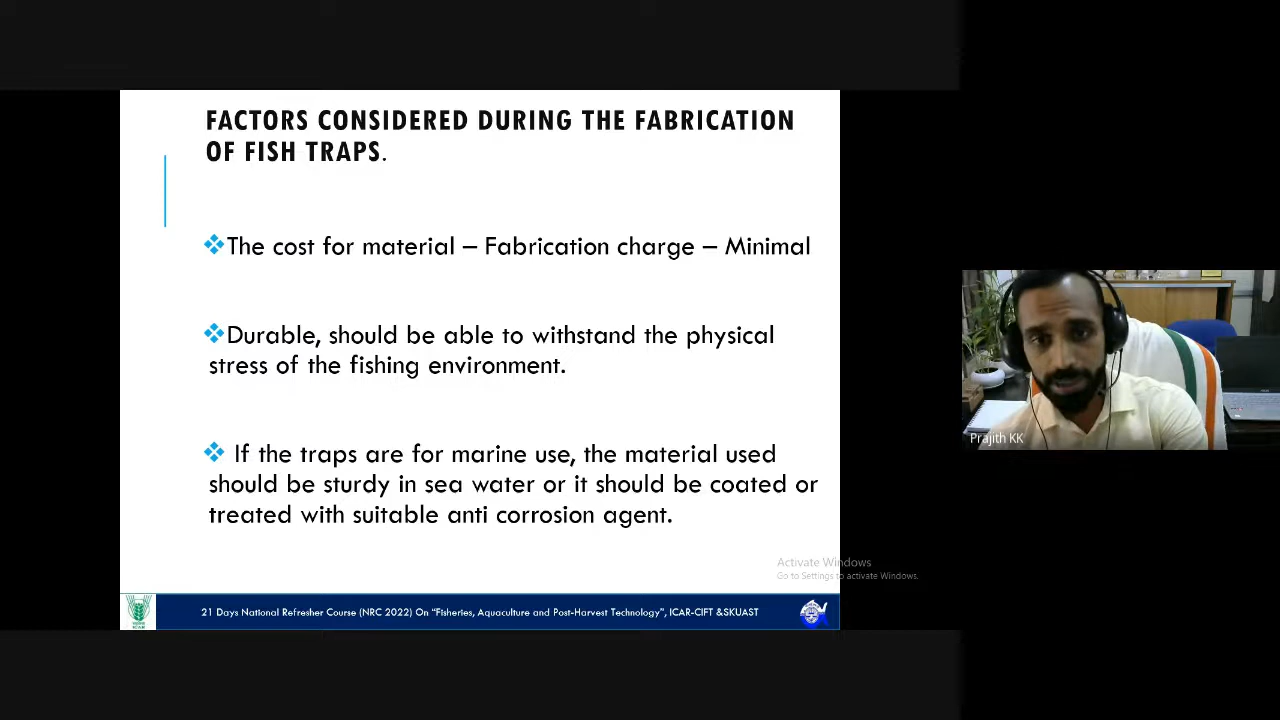 FACTORS CONSIDERED DURING THE FABRICATION
OF FISH TRAPS.
The cost for material – Fabrication charge – Minimal
Durable, should be able to withstand the physical
stress of the fishing environment.
If the traps are for marine use, the material used
should be sturdy in sea water or it should be coated or
treated with suitable anti corrosion agent.
Prajith KK
Activate Windows
Go to Settings to activate Windows.
21 Days National Refresher Course (NRC 2022) On "Fisheries, Aquaculture and Post-Harvest Technology", ICAR-CIFT &SKUAST